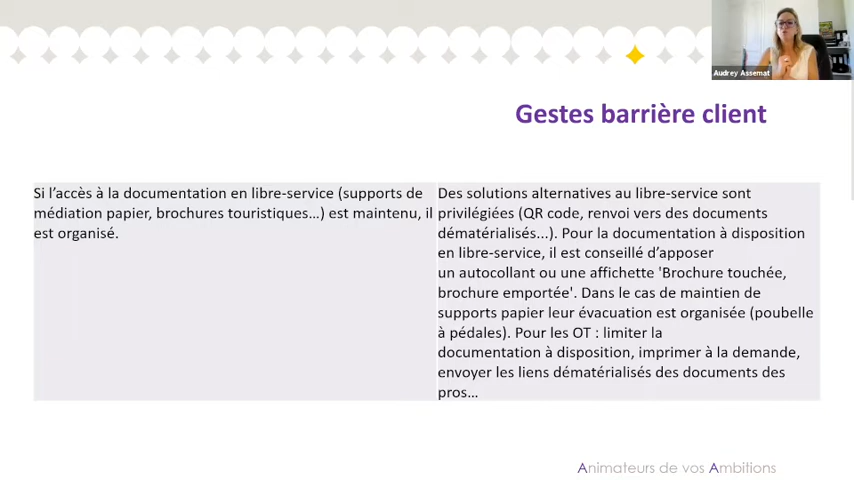 Audrey Assemat
Gestes barrière client
Si l'accès à la documentation en libre-service (supports de
médiation papier, brochures touristiques...) est maintenu, il
est organisé.
Des solutions alternatives au libre-service sont
privilégiées (QR code, renvoi vers des documents
dématérialisés...). Pour la documentation à disposition
en libre-service, il est conseillé d'apposer
un autocollant ou une affichette 'Brochure touchée,
brochure emportée'. Dans le cas de maintien de
supports papier leur évacuation est organisée (poubelle
à pédales). Pour les OT : limiter la
documentation à disposition, imprimer à la demande,
envoyer les liens dématérialisés des documents des
pros...
Animateurs de vos Ambitions